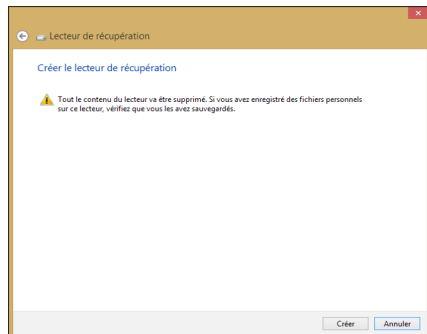 Lecteur de récupération
Créer le lecteur de récupération
Tout le contenu du lecteur va être supprimé. Si vous avez enregistré des fichiers personnels
sur ce lecteur, vérifiez que vous les avez sauvegardés.
Créer Annuler